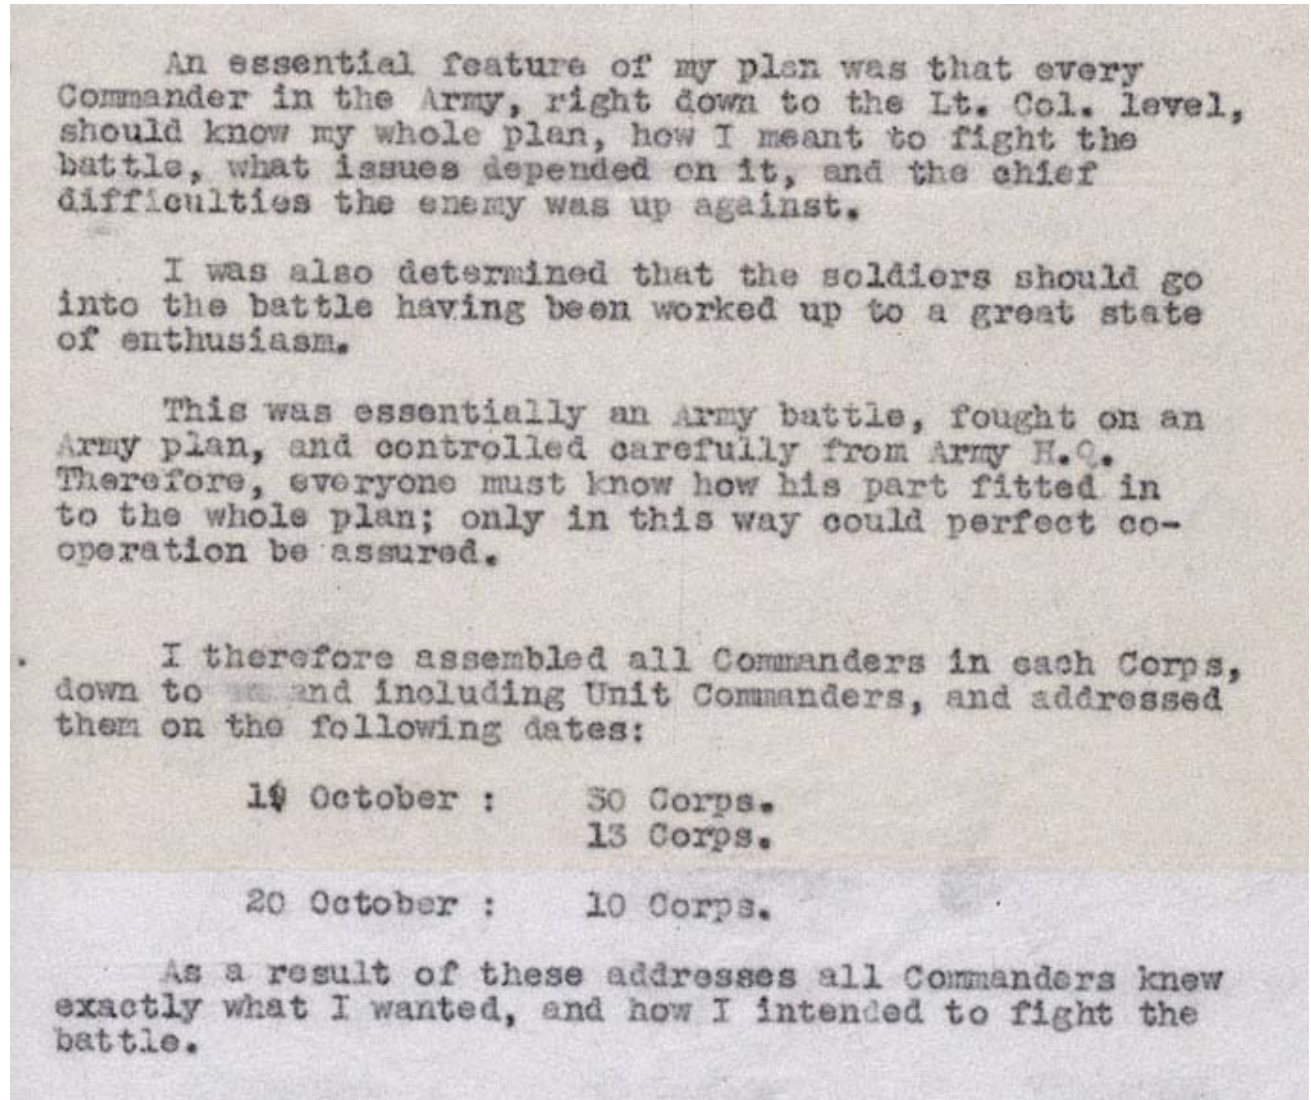 An essential feature of my plan was that every
Commander in the Army, right down to the Lt. Col. level,
should know my whole plan, how I meant to fight the
battle, what issues depended on it, and the chief
difficulties the enemy was up against.
I was also determined that the soldiers should go
into the battle having been worked up to a great state
of enthusiasm.
This was essentially an Army battle, fought on an
Army plan, and controlled carefully from Army H.Q.
Therefore, everyone must know how his part fitted in
to the whole plan; only in this way could perfect co-
operation be assured.
I therefore assembled all Commanders in each Corps,
down to and including Unit Commanders, and addressed
them on the following dates:
19 October : 30 Corps.
13 Corps.
20 October : 10 Corps.
As a result of these addresses all Commanders knew
exactly what I wanted, and how I intended to fight the
battle.